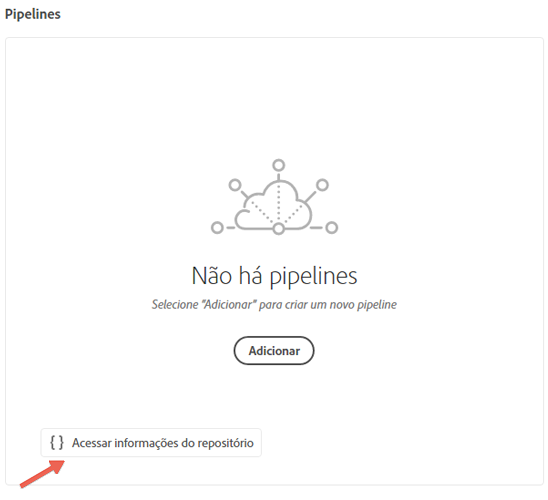 Pipelines
Não há pipelines
Selecione “Adicionar” para criar um novo pipeline
Adicionar
{ } Acessar informações do repositório